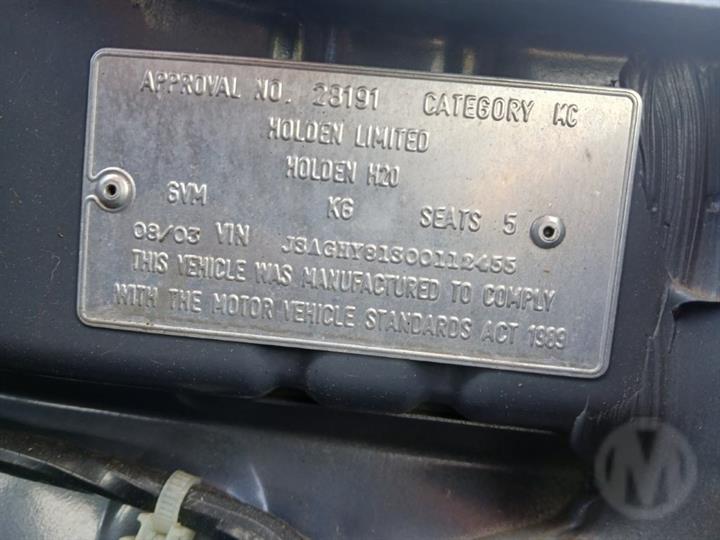 APPROVAL NO. 28191 CATEGORY MC
HOLDEN LIMITED
HOLDEN H20
GVM KG SEATS 5
08/03 VIN JSAGHY81S00112455
THIS VEHICLE WAS MANUFACTURED TO COMPLY
WITH THE MOTOR VEHICLE STANDARDS ACT 1989
M